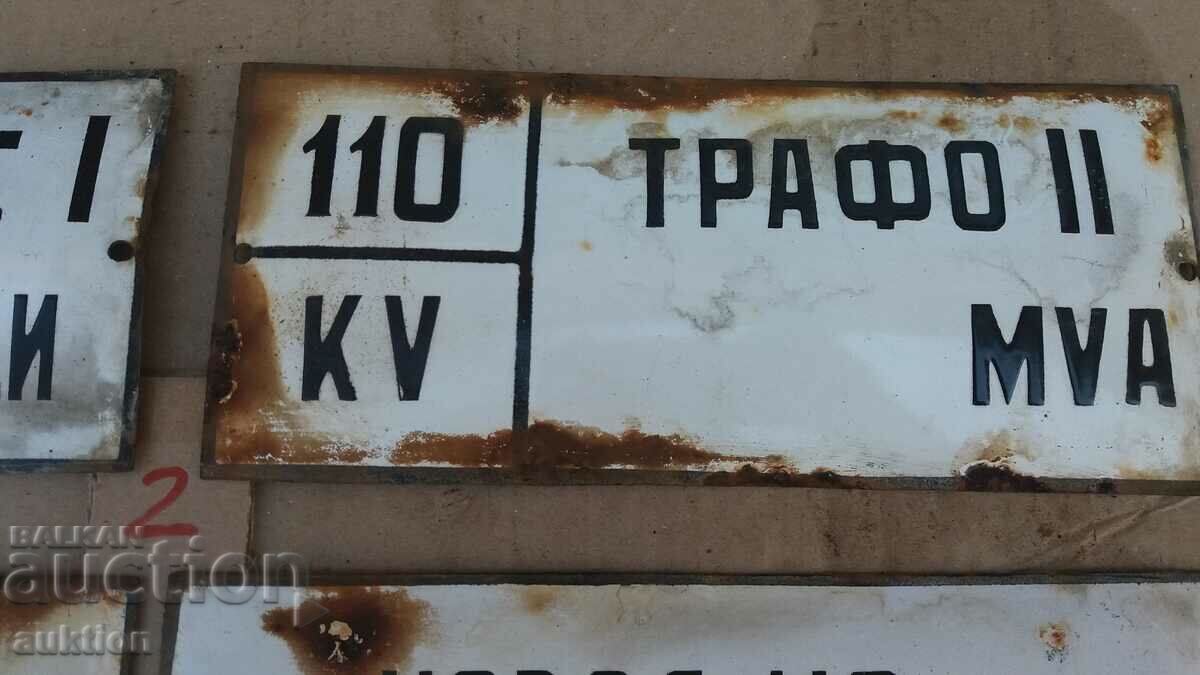 I
И
110
KV
ТРАФО II
MVA
2
BALKAN
auction
auktion